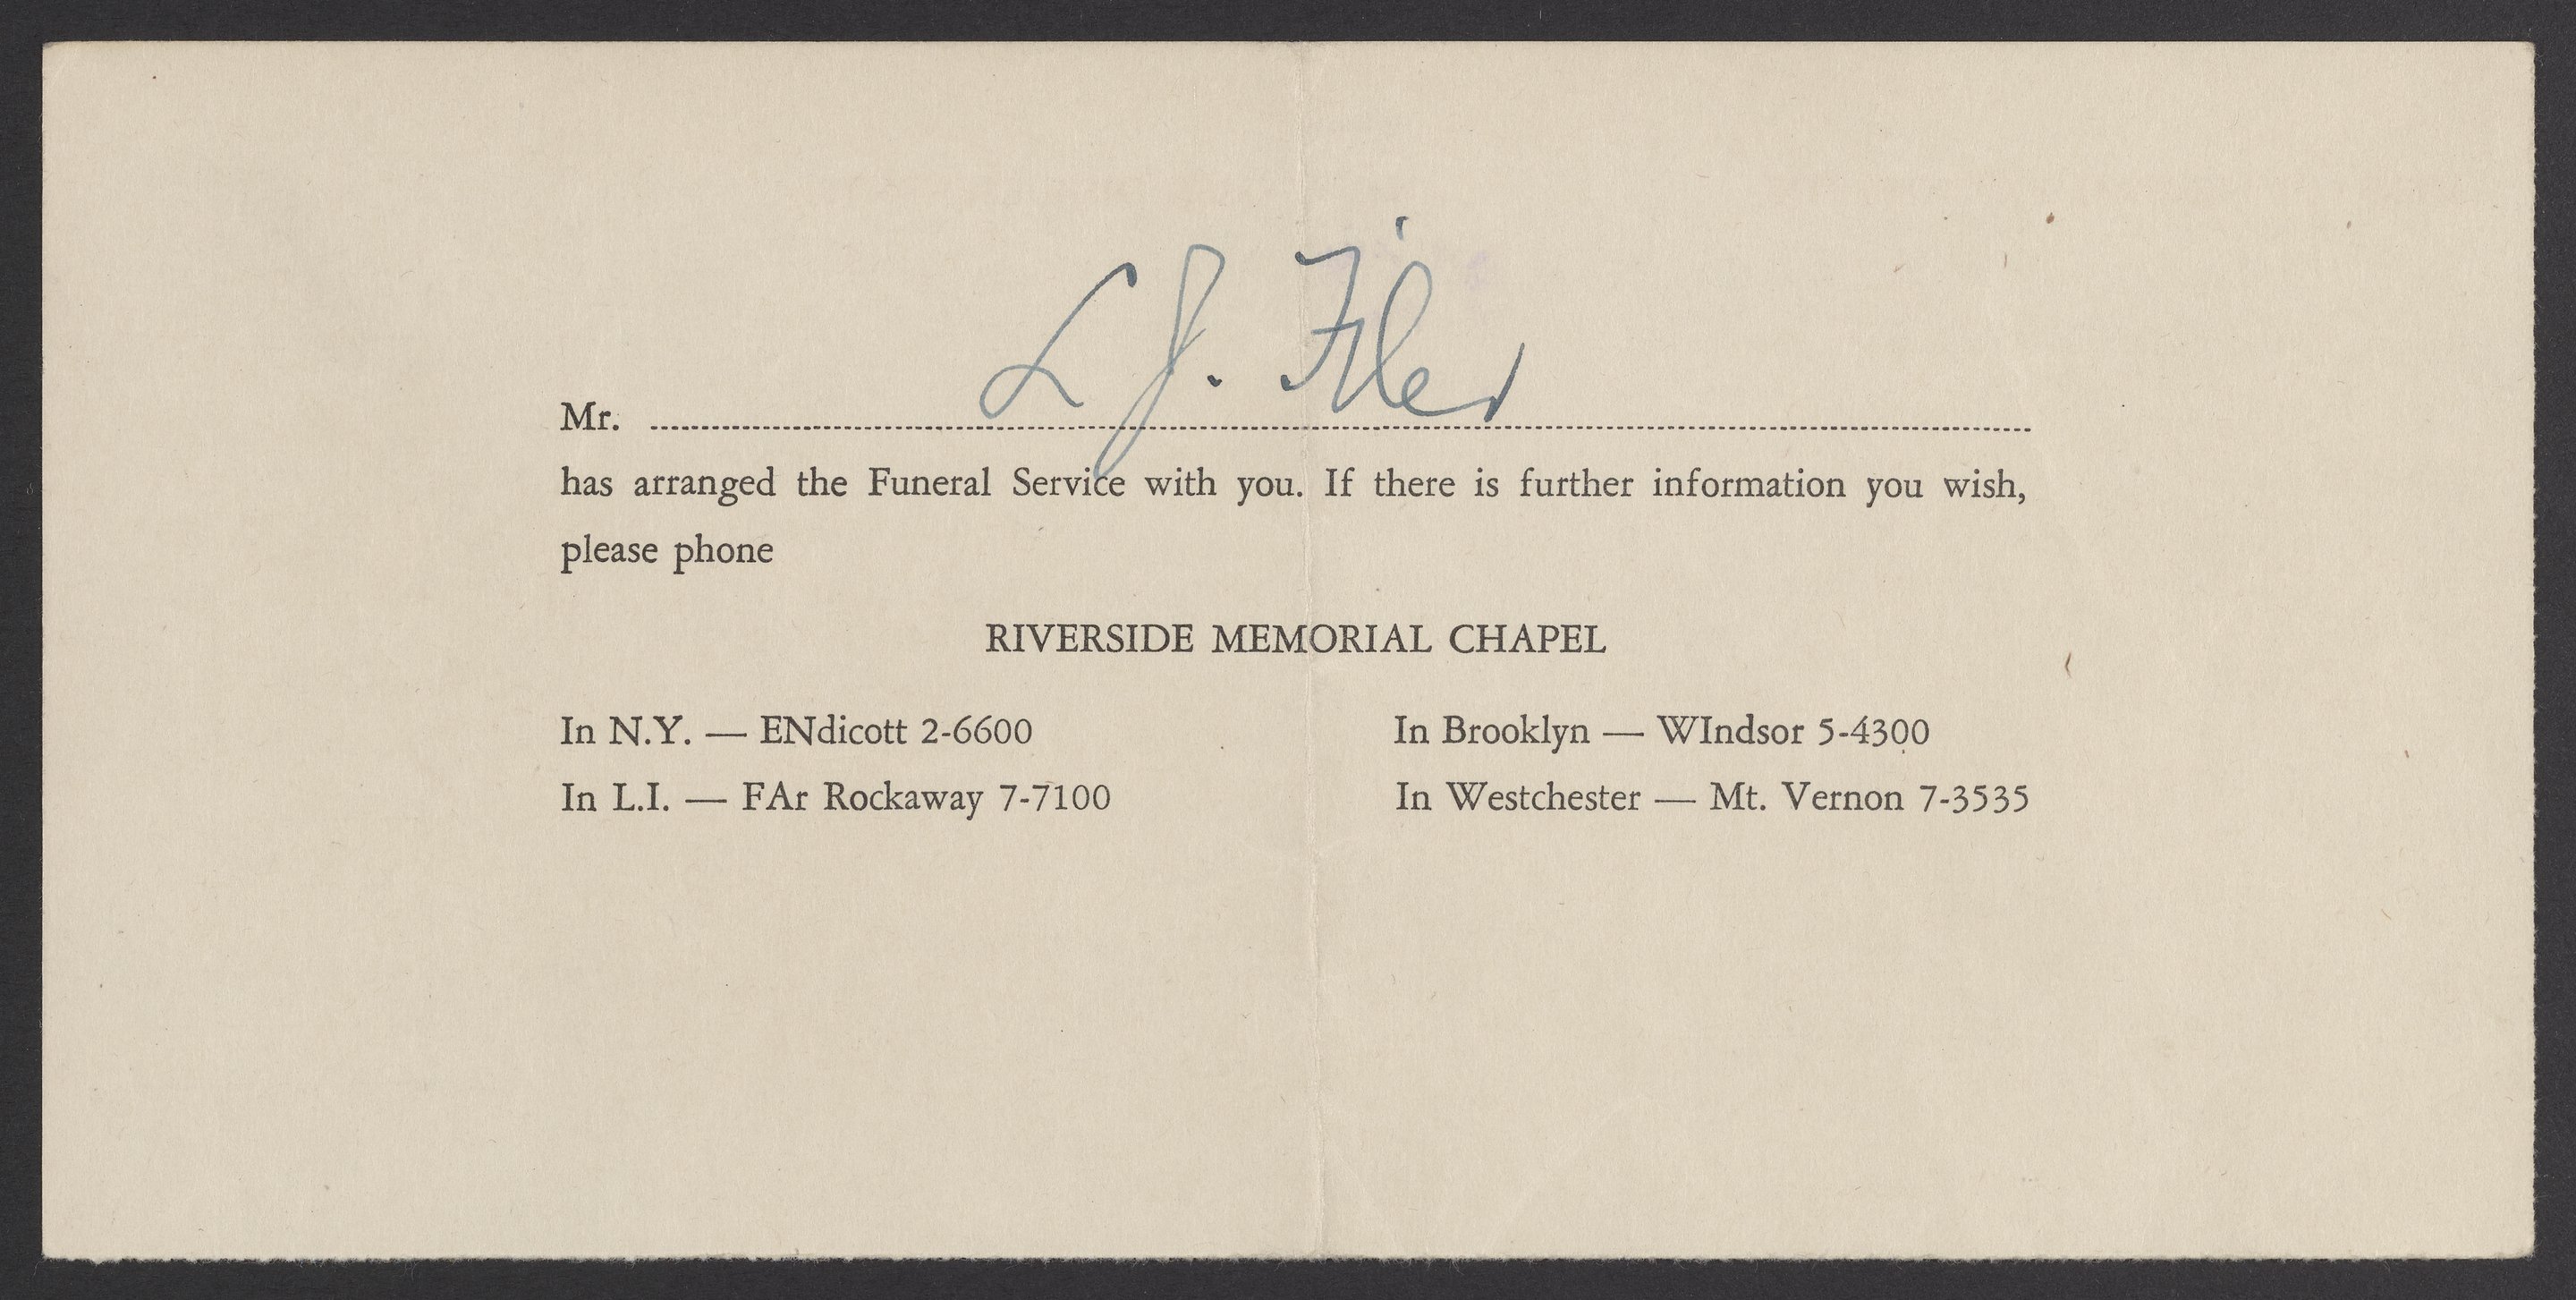 Mr. L J. Filer
has arranged the Funeral Service with you. If there is further information you wish,
please phone
RIVERSIDE MEMORIAL CHAPEL
In N.Y. — ENdicott 2-6600
In Brooklyn — WIndsor 5-4300
In L.I. — FAr Rockaway 7-7100
In Westchester — Mt. Vernon 7-3535